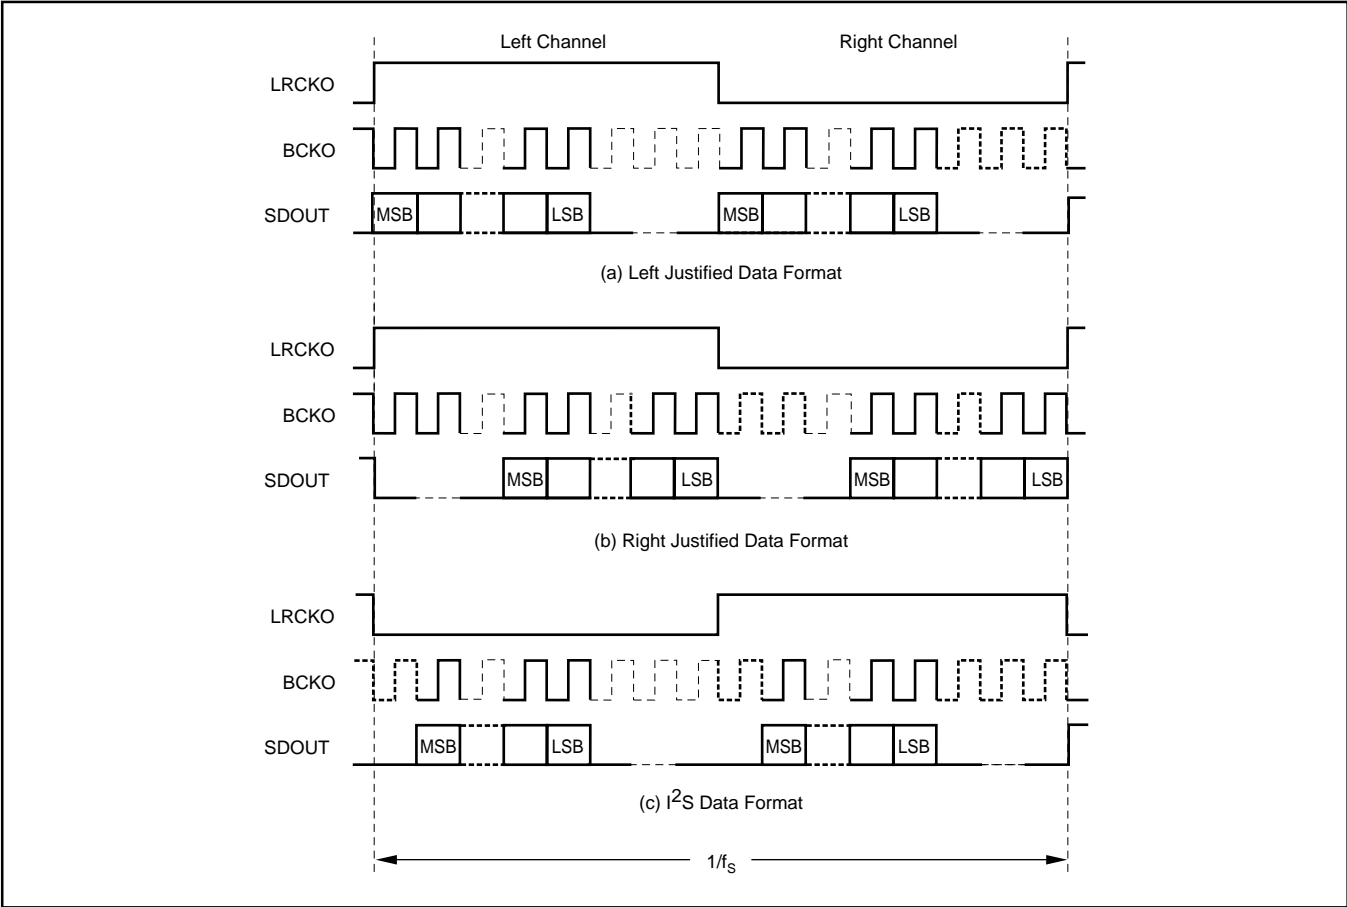 Left Channel Right Channel
LRCKO
BCKO
SDOUT MSB LSB MSB LSB
(a) Left Justified Data Format
LRCKO
BCKO
SDOUT MSB LSB MSB LSB
(b) Right Justified Data Format
LRCKO
BCKO
SDOUT MSB LSB MSB LSB
(c) I²S Data Format
1/fS